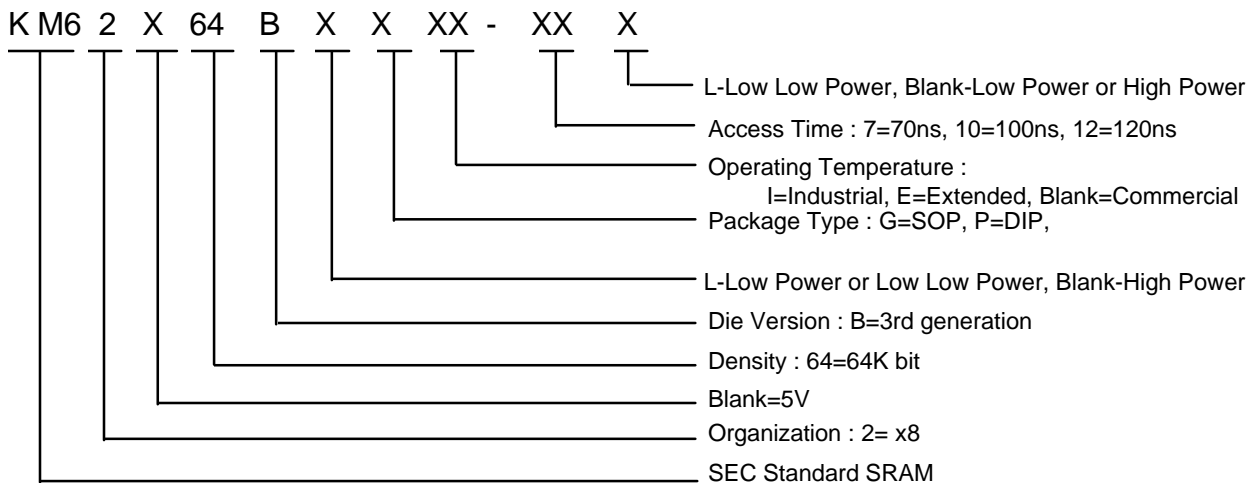 K M6 2 X 64 B X X XX - XX X
L-Low Low Power, Blank-Low Power or High Power
Access Time : 7=70ns, 10=100ns, 12=120ns
Operating Temperature :
I=Industrial, E=Extended, Blank=Commercial
Package Type : G=SOP, P=DIP,
L-Low Power or Low Low Power, Blank-High Power
Die Version : B=3rd generation
Density : 64=64K bit
Blank=5V
Organization : 2= x8
SEC Standard SRAM